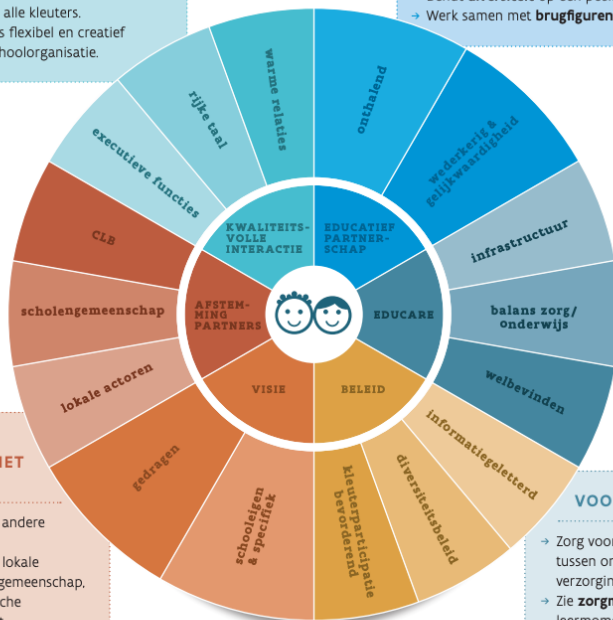 alle kleuters.
s flexibel en creatief
hoolorganisatie.
→ Werk samen met brugfiguren
warme relaties
onthalend
rijke taal
wederkerig &
gelijkwaardigheid
executieve functies
KWALITEITS-
VOLLE
INTERACTIE
EDUCATIEF
PARTNER-
SCHAP
CLB
infrastructuur
scholengemeenschap
AFSTEM-
MING
PARTNERS
EDUCARE
balans zorg/
onderwijs
lokale actoren
VISIE
BELEID
welbevinden
gedragen
schooleigen
& specifiek
kleuterparticipatie
bevorderend
diversiteitsbeleid
informatiegeletterd
IET
andere
lokale
gemeenschap,
che
VOO
→ Zorg voor
tussen or
verzorgin
→ Zie zorgm